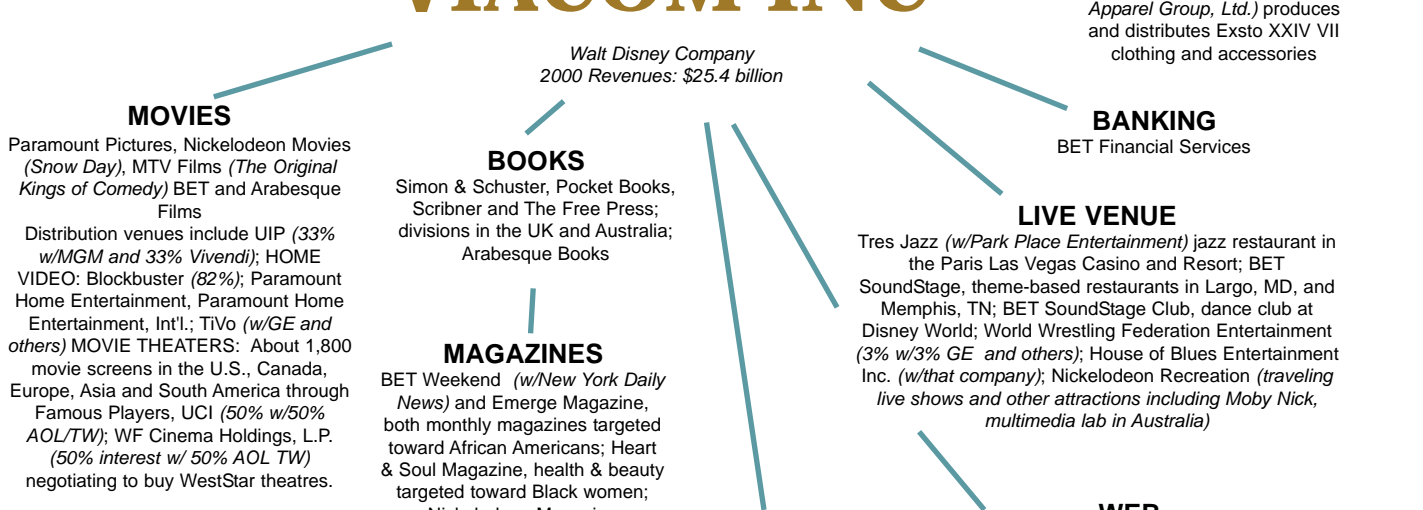 VIACOM INC
Apparel Group, Ltd.) produces
and distributes Exsto XXIV VII
clothing and accessories
Walt Disney Company
2000 Revenues: $25.4 billion
MOVIES
Paramount Pictures, Nickelodeon Movies
(Snow Day), MTV Films (The Original
Kings of Comedy) BET and Arabesque
Films
Distribution venues include UIP (33%
w/MGM and 33% Vivendi); HOME
VIDEO: Blockbuster (82%); Paramount
Home Entertainment, Paramount Home
Entertainment, Int'l.; TiVo (w/GE and
others) MOVIE THEATERS:  About 1,800
movie screens in the U.S., Canada,
Europe, Asia and South America through
Famous Players, UCI (50% w/50%
AOL/TW); WF Cinema Holdings, L.P.
(50% interest w/ 50% AOL TW)
negotiating to buy WestStar theatres.
BOOKS
Simon & Schuster, Pocket Books,
Scribner and The Free Press;
divisions in the UK and Australia;
Arabesque Books
MAGAZINES
BET Weekend  (w/New York Daily
News) and Emerge Magazine,
both monthly magazines targeted
toward African Americans; Heart
& Soul Magazine, health & beauty
targeted toward Black women;
BANKING
BET Financial Services
LIVE VENUE
Tres Jazz (w/Park Place Entertainment) jazz restaurant in
the Paris Las Vegas Casino and Resort; BET
SoundStage, theme-based restaurants in Largo, MD, and
Memphis, TN; BET SoundStage Club, dance club at
Disney World; World Wrestling Federation Entertainment
(3% w/3% GE  and others); House of Blues Entertainment
Inc. (w/that company); Nickelodeon Recreation (traveling
live shows and other attractions including Moby Nick,
multimedia lab in Australia)
WEB